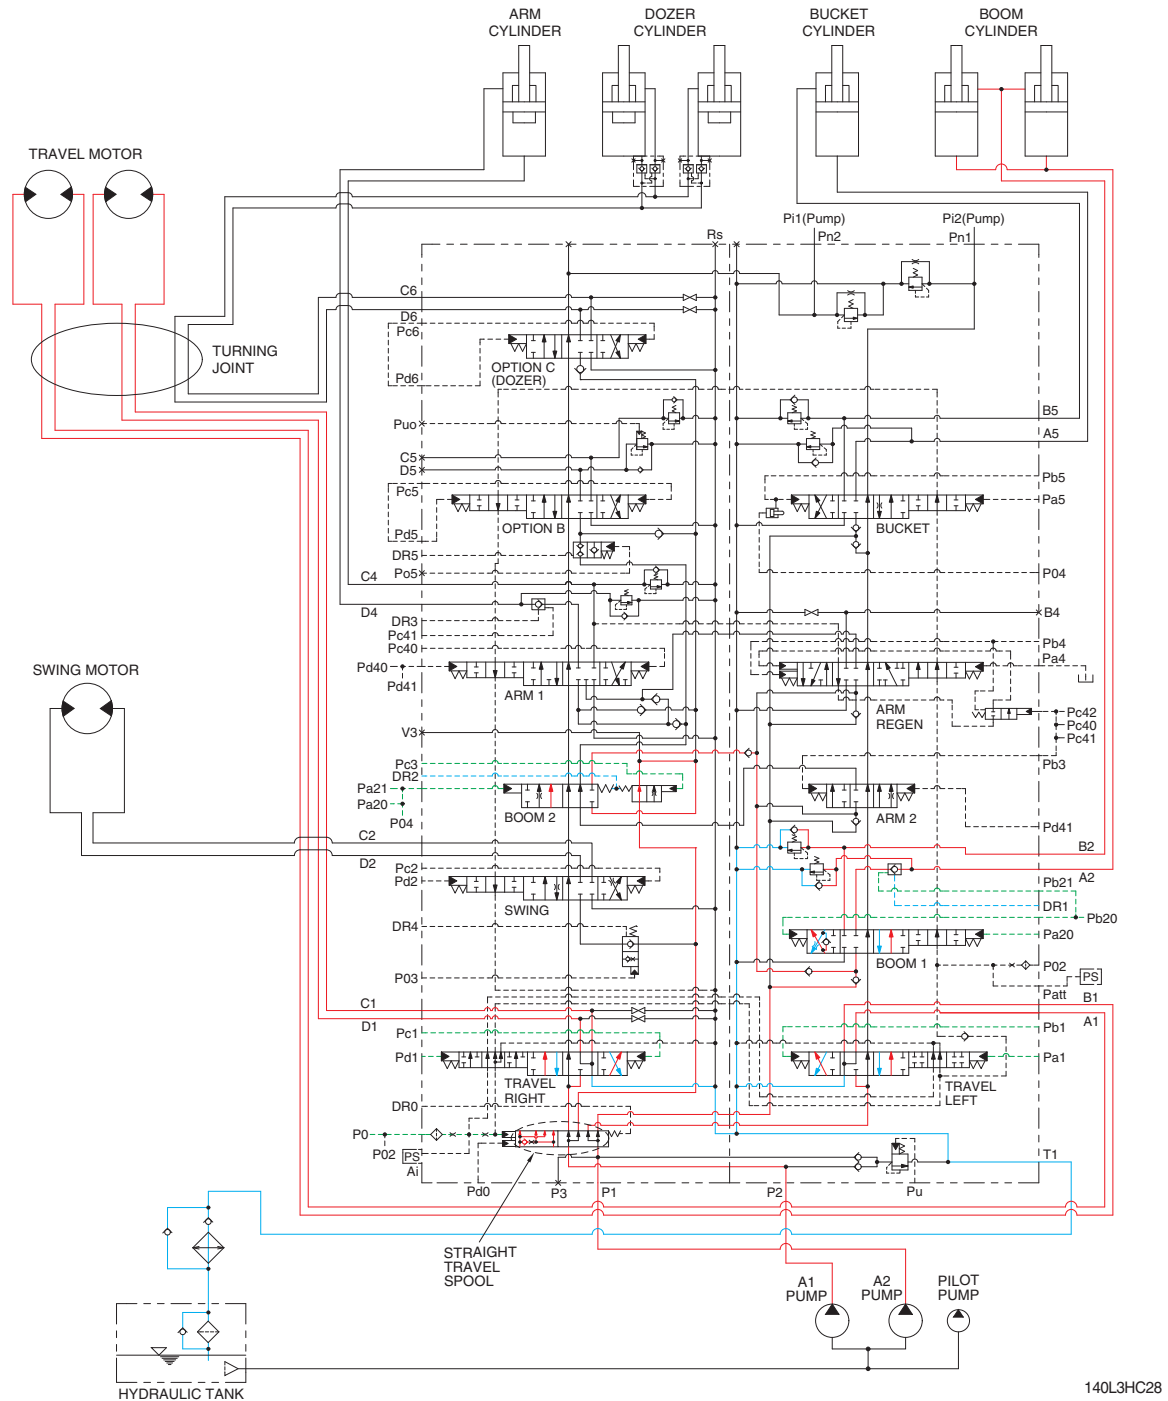 ARM
CYLINDER
DOZER
CYLINDER
BUCKET
CYLINDER
BOOM
CYLINDER
TRAVEL MOTOR
Pi1(Pump)
Pi2(Pump)
Rs
Pn2
Pn1
C6
D6
Pc6
TURNING
JOINT
OPTION C
(DOZER)
Pd6
B5
Puo
A5
C5
D5
Pb5
Pc5
Pa5
OPTION B
BUCKET
Pd5
DR5
C4
Po5
P04
D4
B4
DR3
Pc41
Pb4
Pc40
Pa4
SWING MOTOR
Pd40
Pd41
ARM 1
ARM
REGEN
Pc42
Pc40
Pc41
V3
Pc3
Pb3
DR2
Pa21
Pa20
P04
BOOM 2
ARM 2
Pd41
C2
B2
D2
Pc2
A2
Pd2
Pb21
SWING
DR1
Pb20
DR4
Pa20
BOOM 1
P02
P03
PS
Patt
C1
B1
D1
A1
Pc1
Pb1
Pd1
Pa1
TRAVEL
RIGHT
TRAVEL
LEFT
DR0
P0
P02
PS
Ai
T1
Pd0
P3
P1
P2
Pu
STRAIGHT
TRAVEL
SPOOL
A1
PUMP
A2
PUMP
PILOT
PUMP
HYDRAULIC TANK
140L3HC28